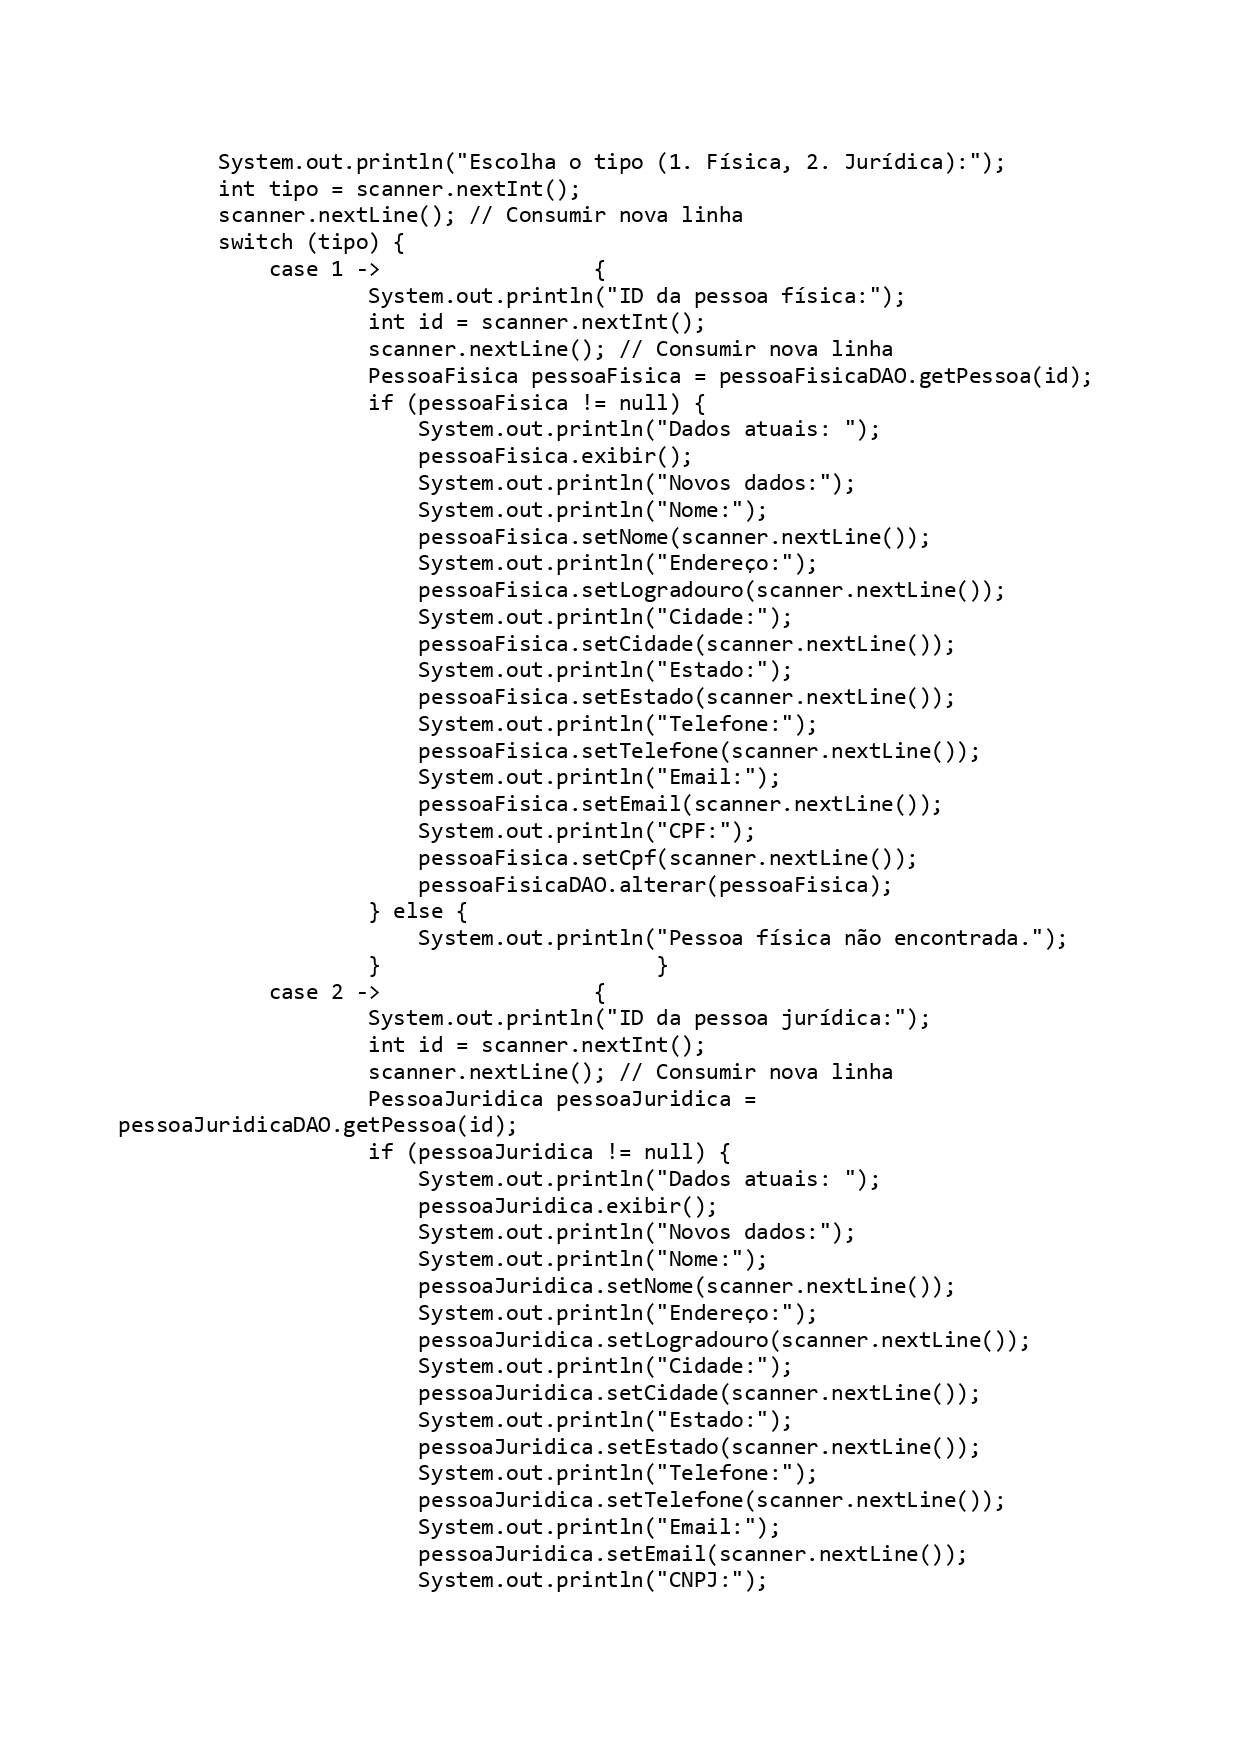 System.out.println("Escolha o tipo (1. Física, 2. Jurídica):");
        int tipo = scanner.nextInt();
        scanner.nextLine(); // Consumir nova linha
        switch (tipo) {
            case 1 ->                 {
                    System.out.println("ID da pessoa física:");
                    int id = scanner.nextInt();
                    scanner.nextLine(); // Consumir nova linha
                    PessoaFisica pessoaFisica = pessoaFisicaDAO.getPessoa(id);
                    if (pessoaFisica != null) {
                        System.out.println("Dados atuais: ");
                        pessoaFisica.exibir();
                        System.out.println("Novos dados:");
                        System.out.println("Nome:");
                        pessoaFisica.setNome(scanner.nextLine());
                        System.out.println("Endereço:");
                        pessoaFisica.setLogradouro(scanner.nextLine());
                        System.out.println("Cidade:");
                        pessoaFisica.setCidade(scanner.nextLine());
                        System.out.println("Estado:");
                        pessoaFisica.setEstado(scanner.nextLine());
                        System.out.println("Telefone:");
                        pessoaFisica.setTelefone(scanner.nextLine());
                        System.out.println("Email:");
                        pessoaFisica.setEmail(scanner.nextLine());
                        System.out.println("CPF:");
                        pessoaFisica.setCpf(scanner.nextLine());
                        pessoaFisicaDAO.alterar(pessoaFisica);
                    } else {
                        System.out.println("Pessoa física não encontrada.");
                    }                      }
            case 2 ->                 {
                    System.out.println("ID da pessoa jurídica:");
                    int id = scanner.nextInt();
                    scanner.nextLine(); // Consumir nova linha
                    PessoaJuridica pessoaJuridica =
pessoaJuridicaDAO.getPessoa(id);
                    if (pessoaJuridica != null) {
                        System.out.println("Dados atuais: ");
                        pessoaJuridica.exibir();
                        System.out.println("Novos dados:");
                        System.out.println("Nome:");
                        pessoaJuridica.setNome(scanner.nextLine());
                        System.out.println("Endereço:");
                        pessoaJuridica.setLogradouro(scanner.nextLine());
                        System.out.println("Cidade:");
                        pessoaJuridica.setCidade(scanner.nextLine());
                        System.out.println("Estado:");
                        pessoaJuridica.setEstado(scanner.nextLine());
                        System.out.println("Telefone:");
                        pessoaJuridica.setTelefone(scanner.nextLine());
                        System.out.println("Email:");
                        pessoaJuridica.setEmail(scanner.nextLine());
                        System.out.println("CNPJ:");